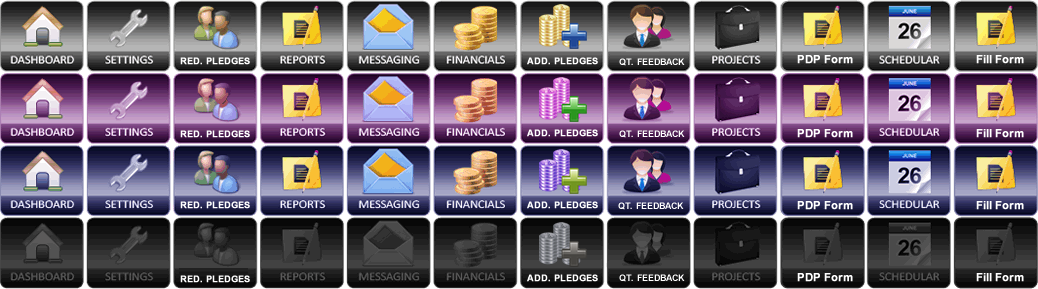 JUNE
26
DASHBOARD SETTINGS RED. PLEDGES REPORTS MESSAGING FINANCIALS ADD. PLEDGES QT. FEEDBACK PROJECTS PDP Form SCHEDULAR Fill Form
JUNE
26
DASHBOARD SETTINGS RED. PLEDGES REPORTS MESSAGING FINANCIALS ADD. PLEDGES QT. FEEDBACK PROJECTS PDP Form SCHEDULAR Fill Form
JUNE
26
DASHBOARD SETTINGS RED. PLEDGES REPORTS MESSAGING FINANCIALS ADD. PLEDGES QT. FEEDBACK PROJECTS PDP Form SCHEDULAR Fill Form
JUNE
26
DASHBOARD SETTINGS RED. PLEDGES REPORTS MESSAGING FINANCIALS ADD. PLEDGES QT. FEEDBACK PROJECTS PDP Form SCHEDULAR Fill Form